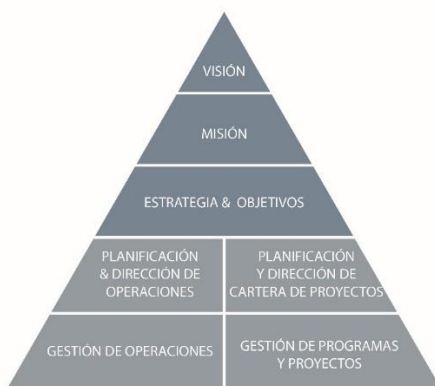 VISIÓN
MISIÓN
ESTRATEGIA & OBJETIVOS
PLANIFICACIÓN
& DIRECCIÓN DE
OPERACIONES
PLANIFICACIÓN
Y DIRECCIÓN DE
CARTERA DE PROYECTOS
GESTIÓN DE OPERACIONES
GESTIÓN DE PROGRAMAS
Y PROYECTOS